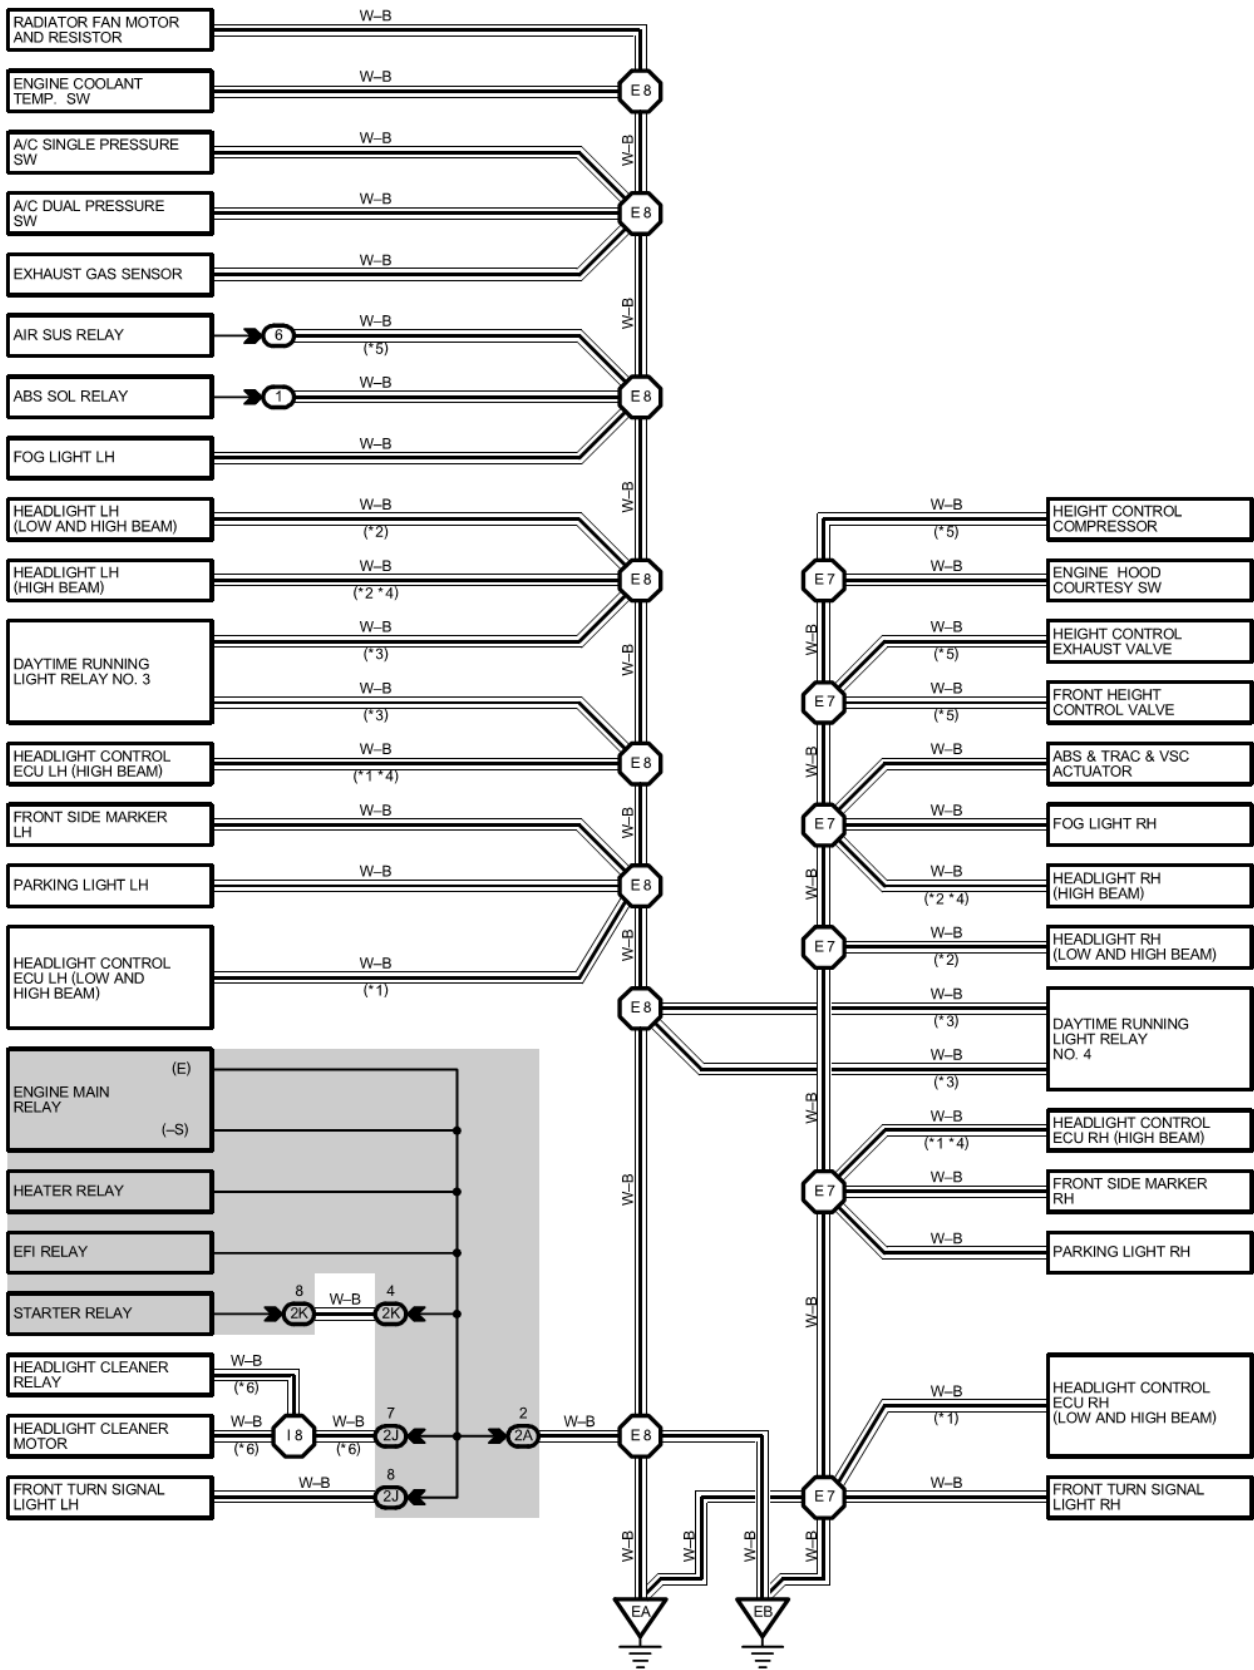 RADIATOR FAN MOTOR
AND RESISTOR
W–B
ENGINE COOLANT
TEMP. SW
W–B
E 8
W–B
A/C SINGLE PRESSURE
SW
W–B
A/C DUAL PRESSURE
SW
W–B
E 8
EXHAUST GAS SENSOR
W–B
W–B
AIR SUS RELAY
6
W–B
(*5)
ABS SOL RELAY
1
W–B
E 8
FOG LIGHT LH
W–B
W–B
HEADLIGHT LH
(LOW AND HIGH BEAM)
W–B
(*2)
HEADLIGHT LH
(HIGH BEAM)
W–B
(*2 *4)
E 8
DAYTIME RUNNING
LIGHT RELAY NO. 3
W–B
(*3)
W–B
W–B
(*3)
HEADLIGHT CONTROL
ECU LH (HIGH BEAM)
W–B
(*1 *4)
E 8
FRONT SIDE MARKER
LH
W–B
W–B
PARKING LIGHT LH
W–B
E 8
HEADLIGHT CONTROL
ECU LH (LOW AND
HIGH BEAM)
W–B
(*1)
W–B
E 8
ENGINE MAIN
RELAY
(E)
(–S)
HEATER RELAY
W–B
EFI RELAY
STARTER RELAY
8
2K
W–B
4
2K
HEADLIGHT CLEANER
RELAY
W–B
(*6)
HEADLIGHT CLEANER
MOTOR
W–B
(*6)
I 8
W–B
(*6)
7
2J
2
2A
W–B
E 8
FRONT TURN SIGNAL
LIGHT LH
W–B
8
2J
W–B
W–B
W–B
W–B
EA
EB
W–B
(*5)
HEIGHT CONTROL
COMPRESSOR
E 7
W–B
ENGINE HOOD
COURTESY SW
W–B
W–B
(*5)
HEIGHT CONTROL
EXHAUST VALVE
E 7
W–B
(*5)
FRONT HEIGHT
CONTROL VALVE
W–B
W–B
ABS & TRAC & VSC
ACTUATOR
E 7
W–B
FOG LIGHT RH
W–B
W–B
(*2 *4)
HEADLIGHT RH
(HIGH BEAM)
E 7
W–B
(*2)
HEADLIGHT RH
(LOW AND HIGH BEAM)
W–B
(*3)
W–B
(*3)
DAYTIME RUNNING
LIGHT RELAY
NO. 4
W–B
W–B
(*1 *4)
HEADLIGHT CONTROL
ECU RH (HIGH BEAM)
E 7
W–B
FRONT SIDE MARKER
RH
W–B
PARKING LIGHT RH
W–B
W–B
(*1)
HEADLIGHT CONTROL
ECU RH
(LOW AND HIGH BEAM)
E 7
W–B
FRONT TURN SIGNAL
LIGHT RH